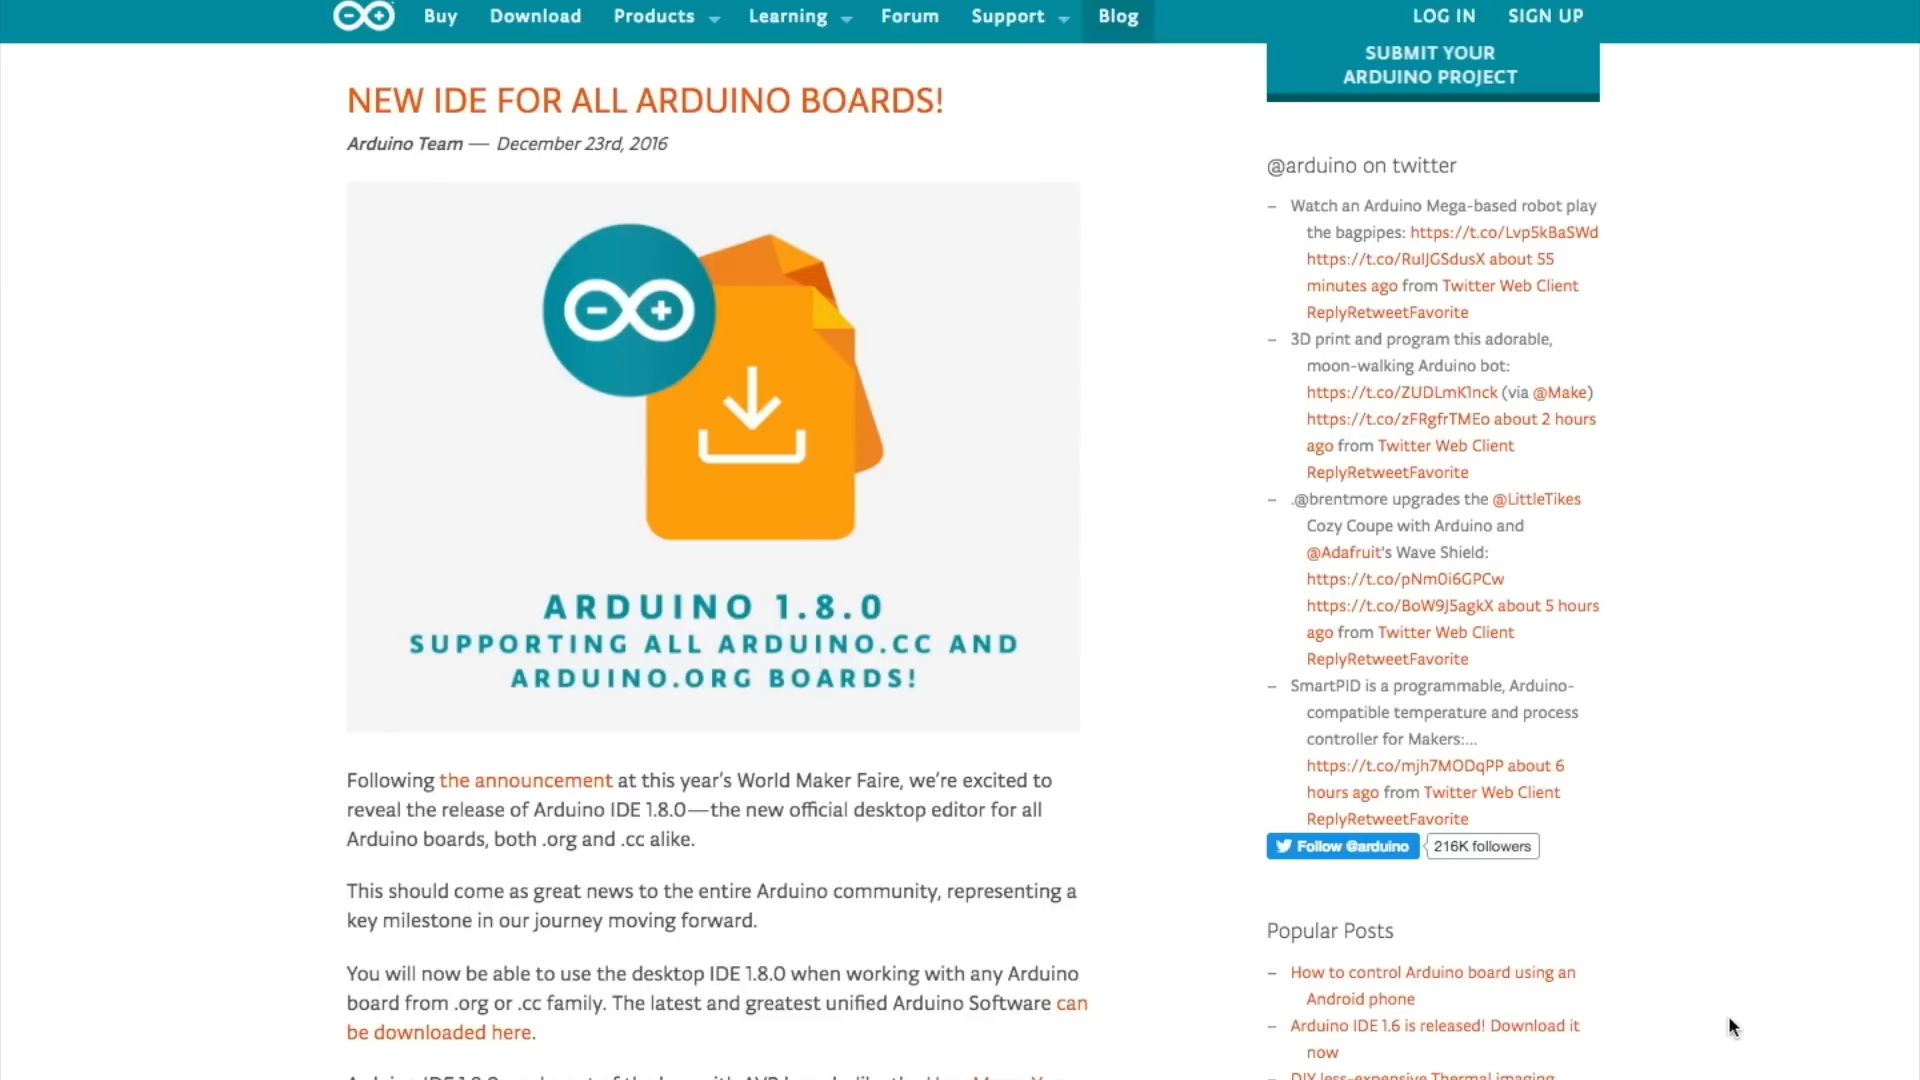 Buy Download Products Learning Forum Support Blog LOG IN SIGN UP
SUBMIT YOUR
ARDUINO PROJECT
NEW IDE FOR ALL ARDUINO BOARDS!
Arduino Team — December 23rd, 2016
ARDUINO 1.8.0
SUPPORTING ALL ARDUINO.CC AND
ARDUINO.ORG BOARDS!
Following the announcement at this year’s World Maker Faire, we’re excited to
reveal the release of Arduino IDE 1.8.0—the new official desktop editor for all
Arduino boards, both .org and .cc alike.
This should come as great news to the entire Arduino community, representing a
key milestone in our journey moving forward.
You will now be able to use the desktop IDE 1.8.0 when working with any Arduino
board from .org or .cc family. The latest and greatest unified Arduino Software can
be downloaded here.
@arduino on twitter
– Watch an Arduino Mega-based robot play
the bagpipes: https://t.co/Lvp5kBaSWd
https://t.co/RuIJGSdusX about 55
minutes ago from Twitter Web Client
ReplyRetweetFavorite
– 3D print and program this adorable,
moon-walking Arduino bot:
https://t.co/ZUDLmK1nck (via @Make)
https://t.co/zFRgfrTMEo about 2 hours
ago from Twitter Web Client
ReplyRetweetFavorite
– .@brentmore upgrades the @LittleTikes
Cozy Coupe with Arduino and
@Adafruit's Wave Shield:
https://t.co/pNm0i6GPCw
https://t.co/BoW9J5agkX about 5 hours
ago from Twitter Web Client
ReplyRetweetFavorite
– SmartPID is a programmable, Arduino-
compatible temperature and process
controller for Makers:...
https://t.co/mjh7MODqPP about 6
hours ago from Twitter Web Client
ReplyRetweetFavorite
Follow @arduino 216K followers
Popular Posts
– How to control Arduino board using an
Android phone
– Arduino IDE 1.6 is released! Download it
now
DIY less-expensive Thermal imaging